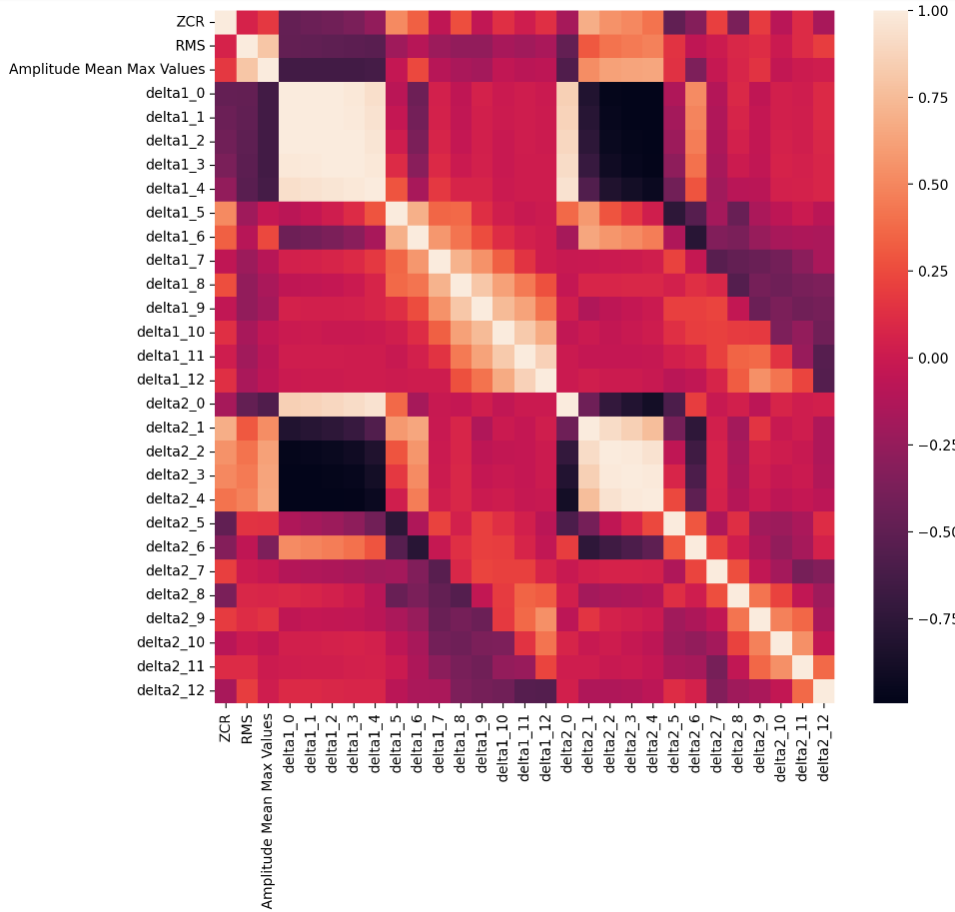 ZCR
RMS
Amplitude Mean Max Values
delta1_0
delta1_1
delta1_2
delta1_3
delta1_4
delta1_5
delta1_6
delta1_7
delta1_8
delta1_9
delta1_10
delta1_11
delta1_12
delta2_0
delta2_1
delta2_2
delta2_3
delta2_4
delta2_5
delta2_6
delta2_7
delta2_8
delta2_9
delta2_10
delta2_11
delta2_12
ZCR
RMS
Amplitude Mean Max Values
delta1_0
delta1_1
delta1_2
delta1_3
delta1_4
delta1_5
delta1_6
delta1_7
delta1_8
delta1_9
delta1_10
delta1_11
delta1_12
delta2_0
delta2_1
delta2_2
delta2_3
delta2_4
delta2_5
delta2_6
delta2_7
delta2_8
delta2_9
delta2_10
delta2_11
delta2_12
1.00
0.75
0.50
0.25
0.00
−0.25
−0.50
−0.75